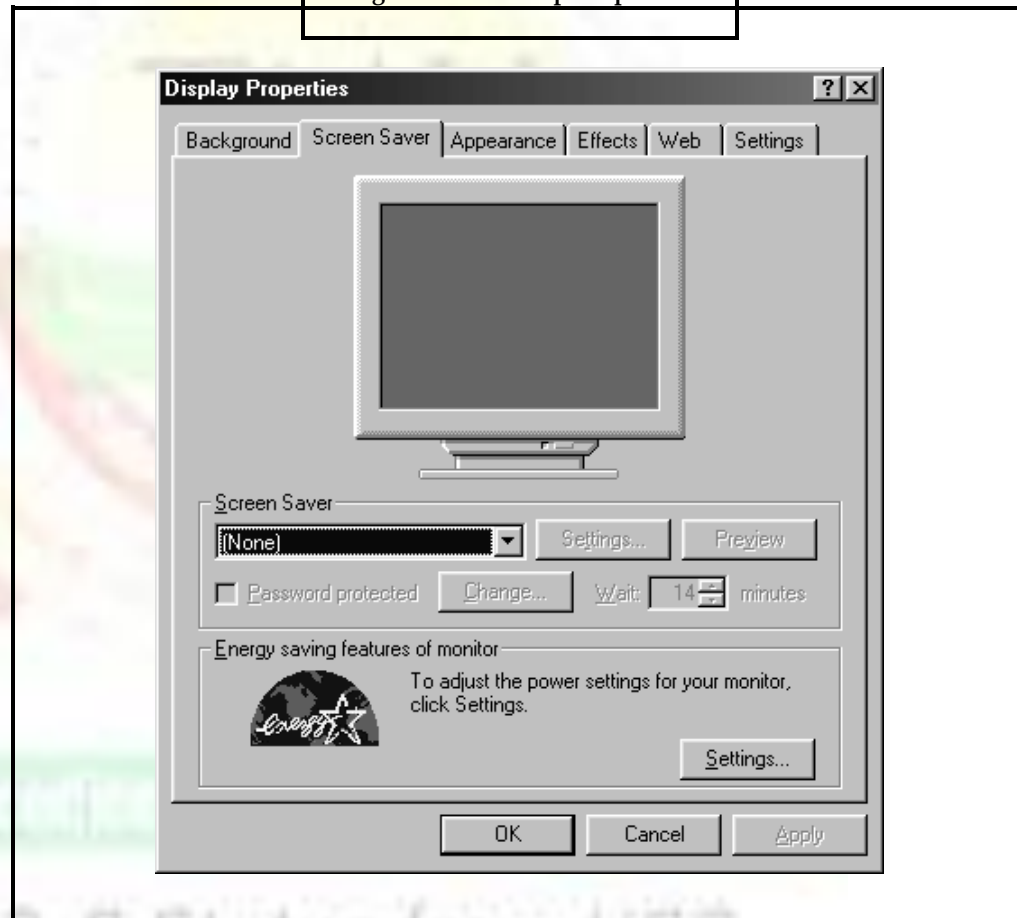 Display Properties
Background Screen Saver Appearance Effects Web Settings
Screen Saver
(None) Settings... Preview
Password protected Change... Wait: 14 minutes
Energy saving features of monitor
To adjust the power settings for your monitor,
click Settings.
energy
Settings...
OK Cancel Apply